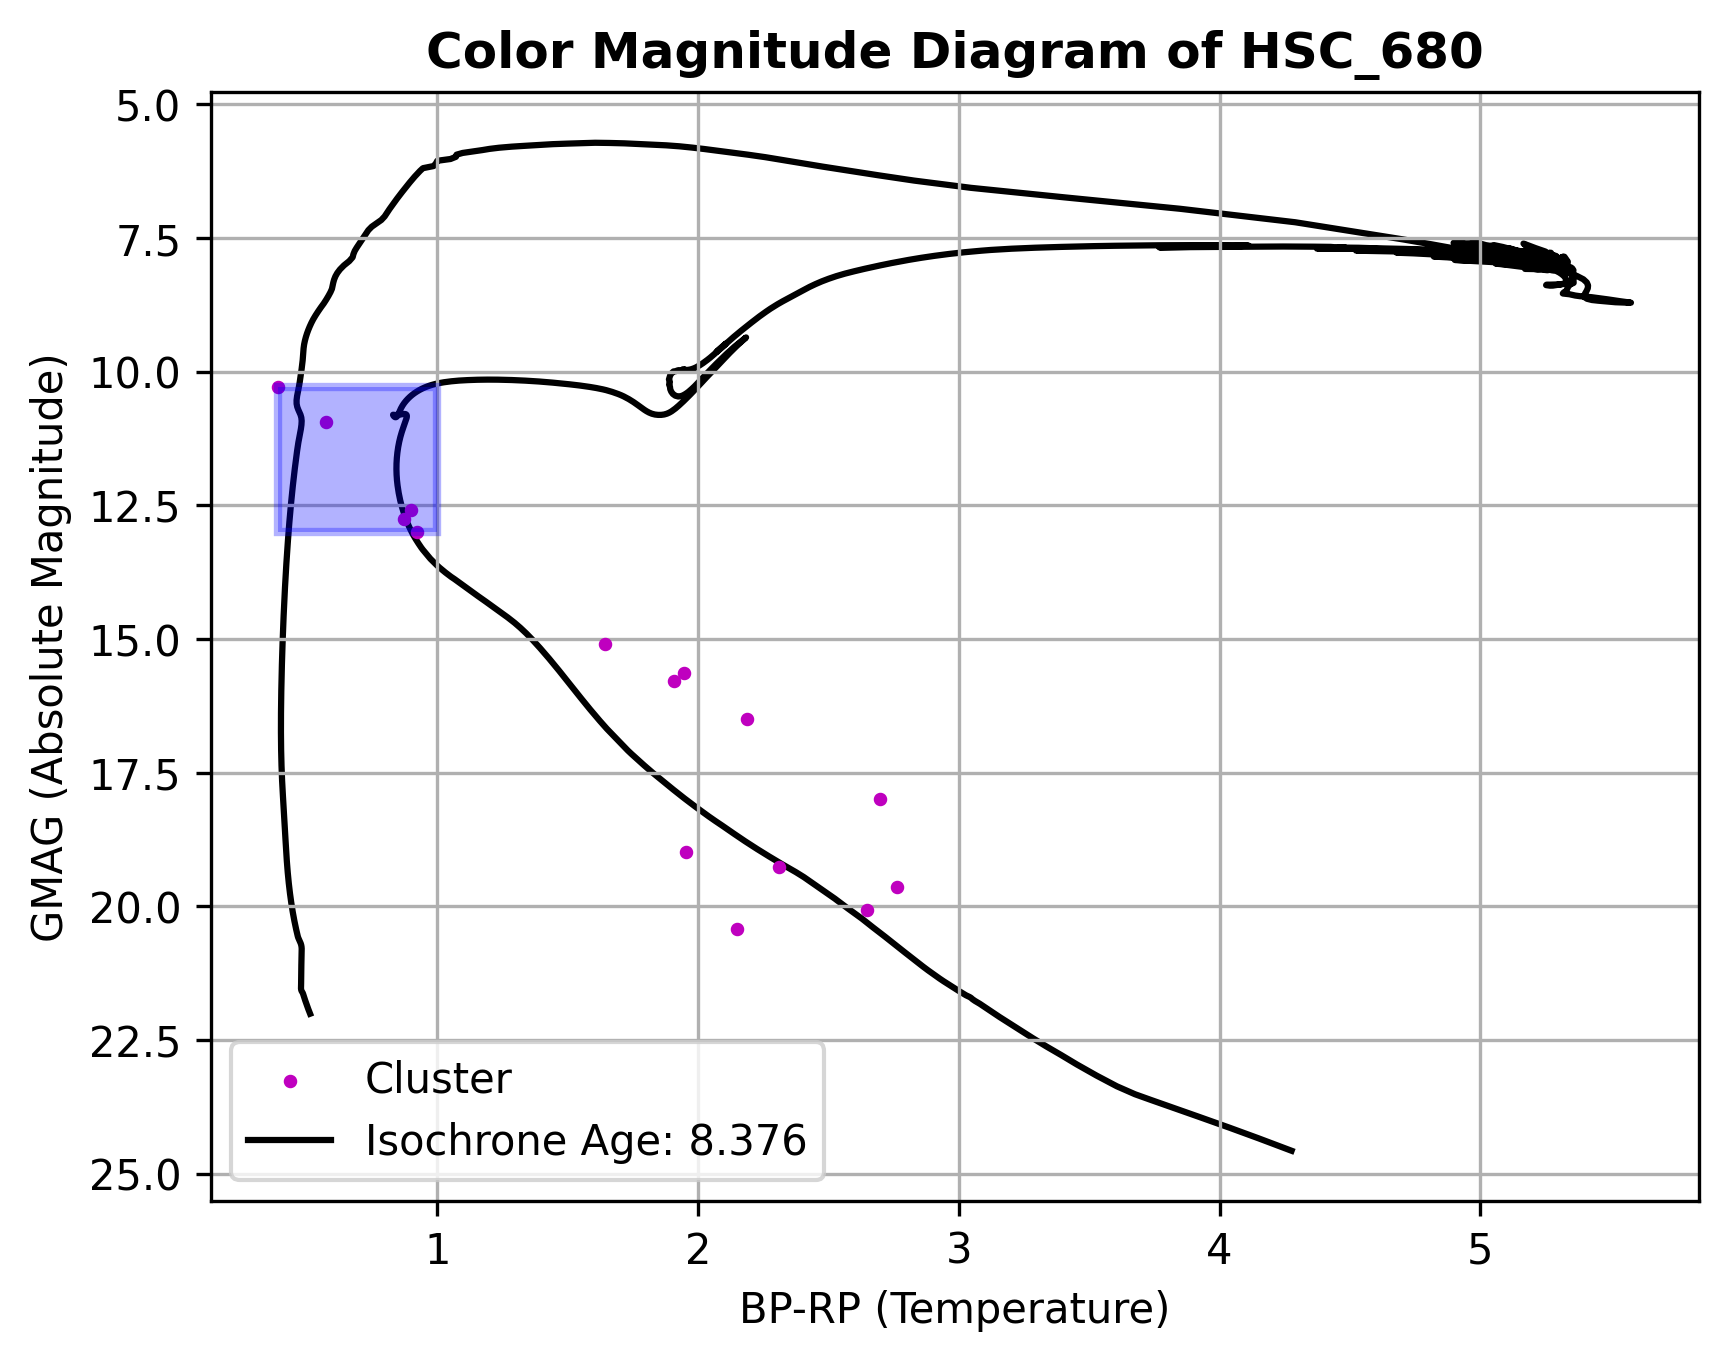 Color Magnitude Diagram of HSC_680
GMAG (Absolute Magnitude)
5.0
7.5
10.0
12.5
15.0
17.5
20.0
22.5
25.0
Cluster
Isochrone Age: 8.376
1 2 3 4 5
BP-RP (Temperature)